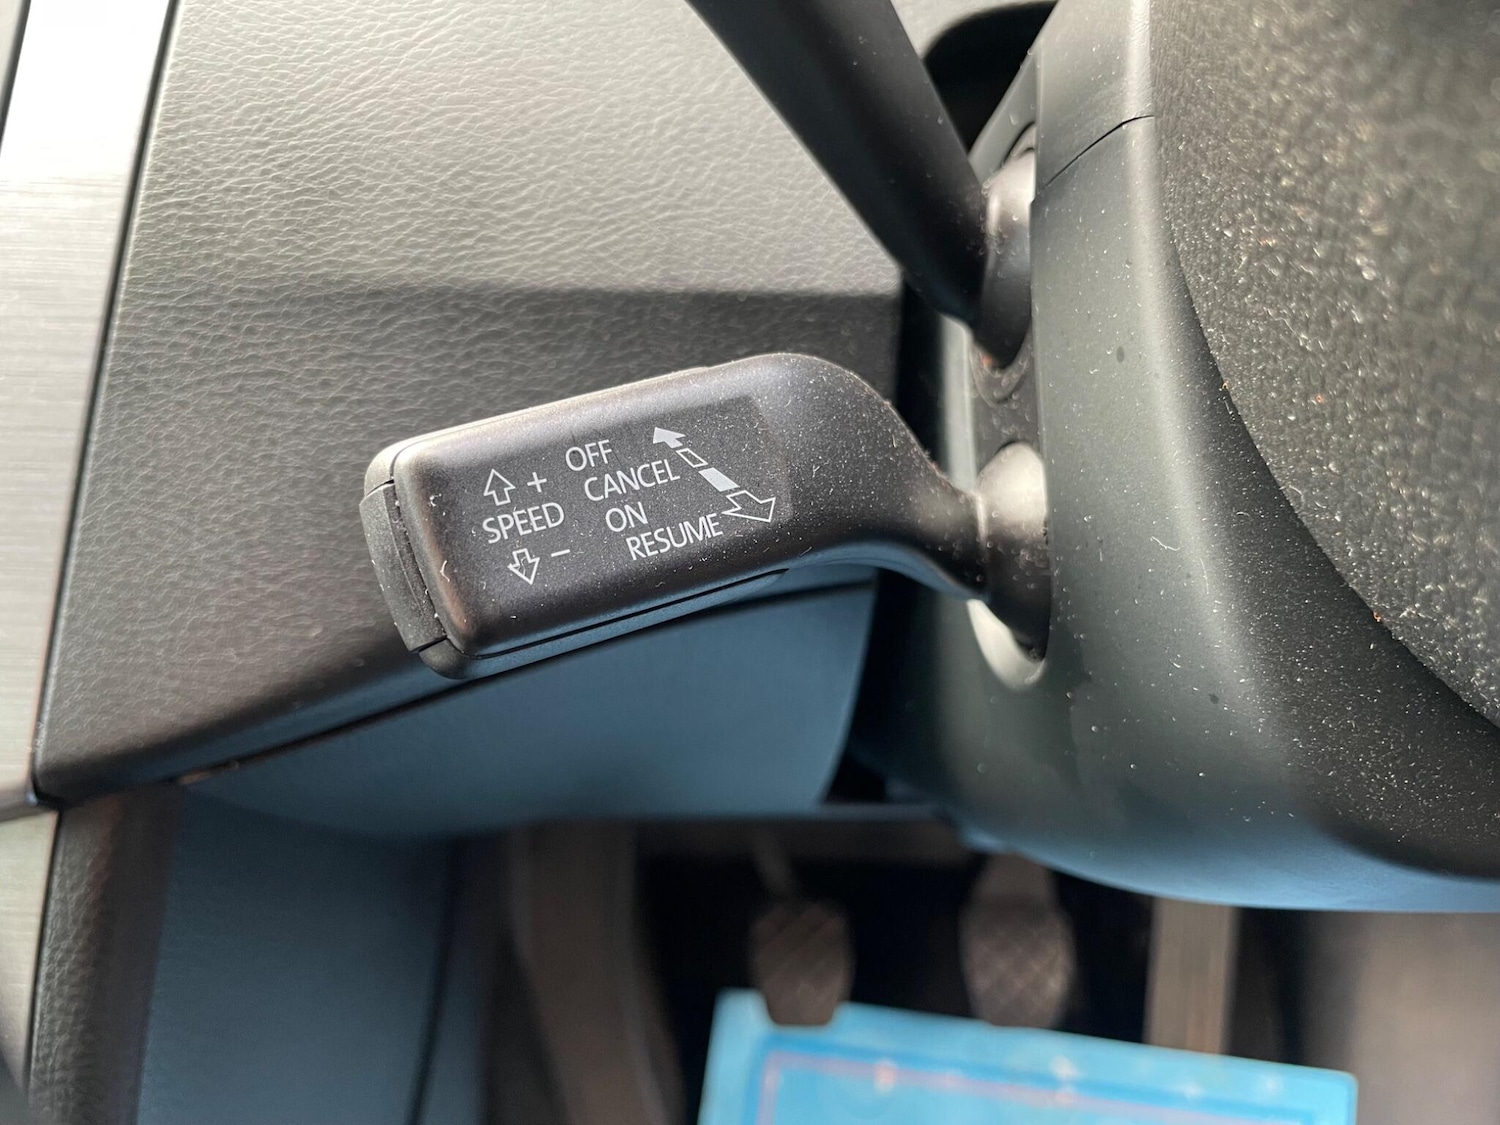 +
SPEED
−
OFF
CANCEL
ON
RESUME